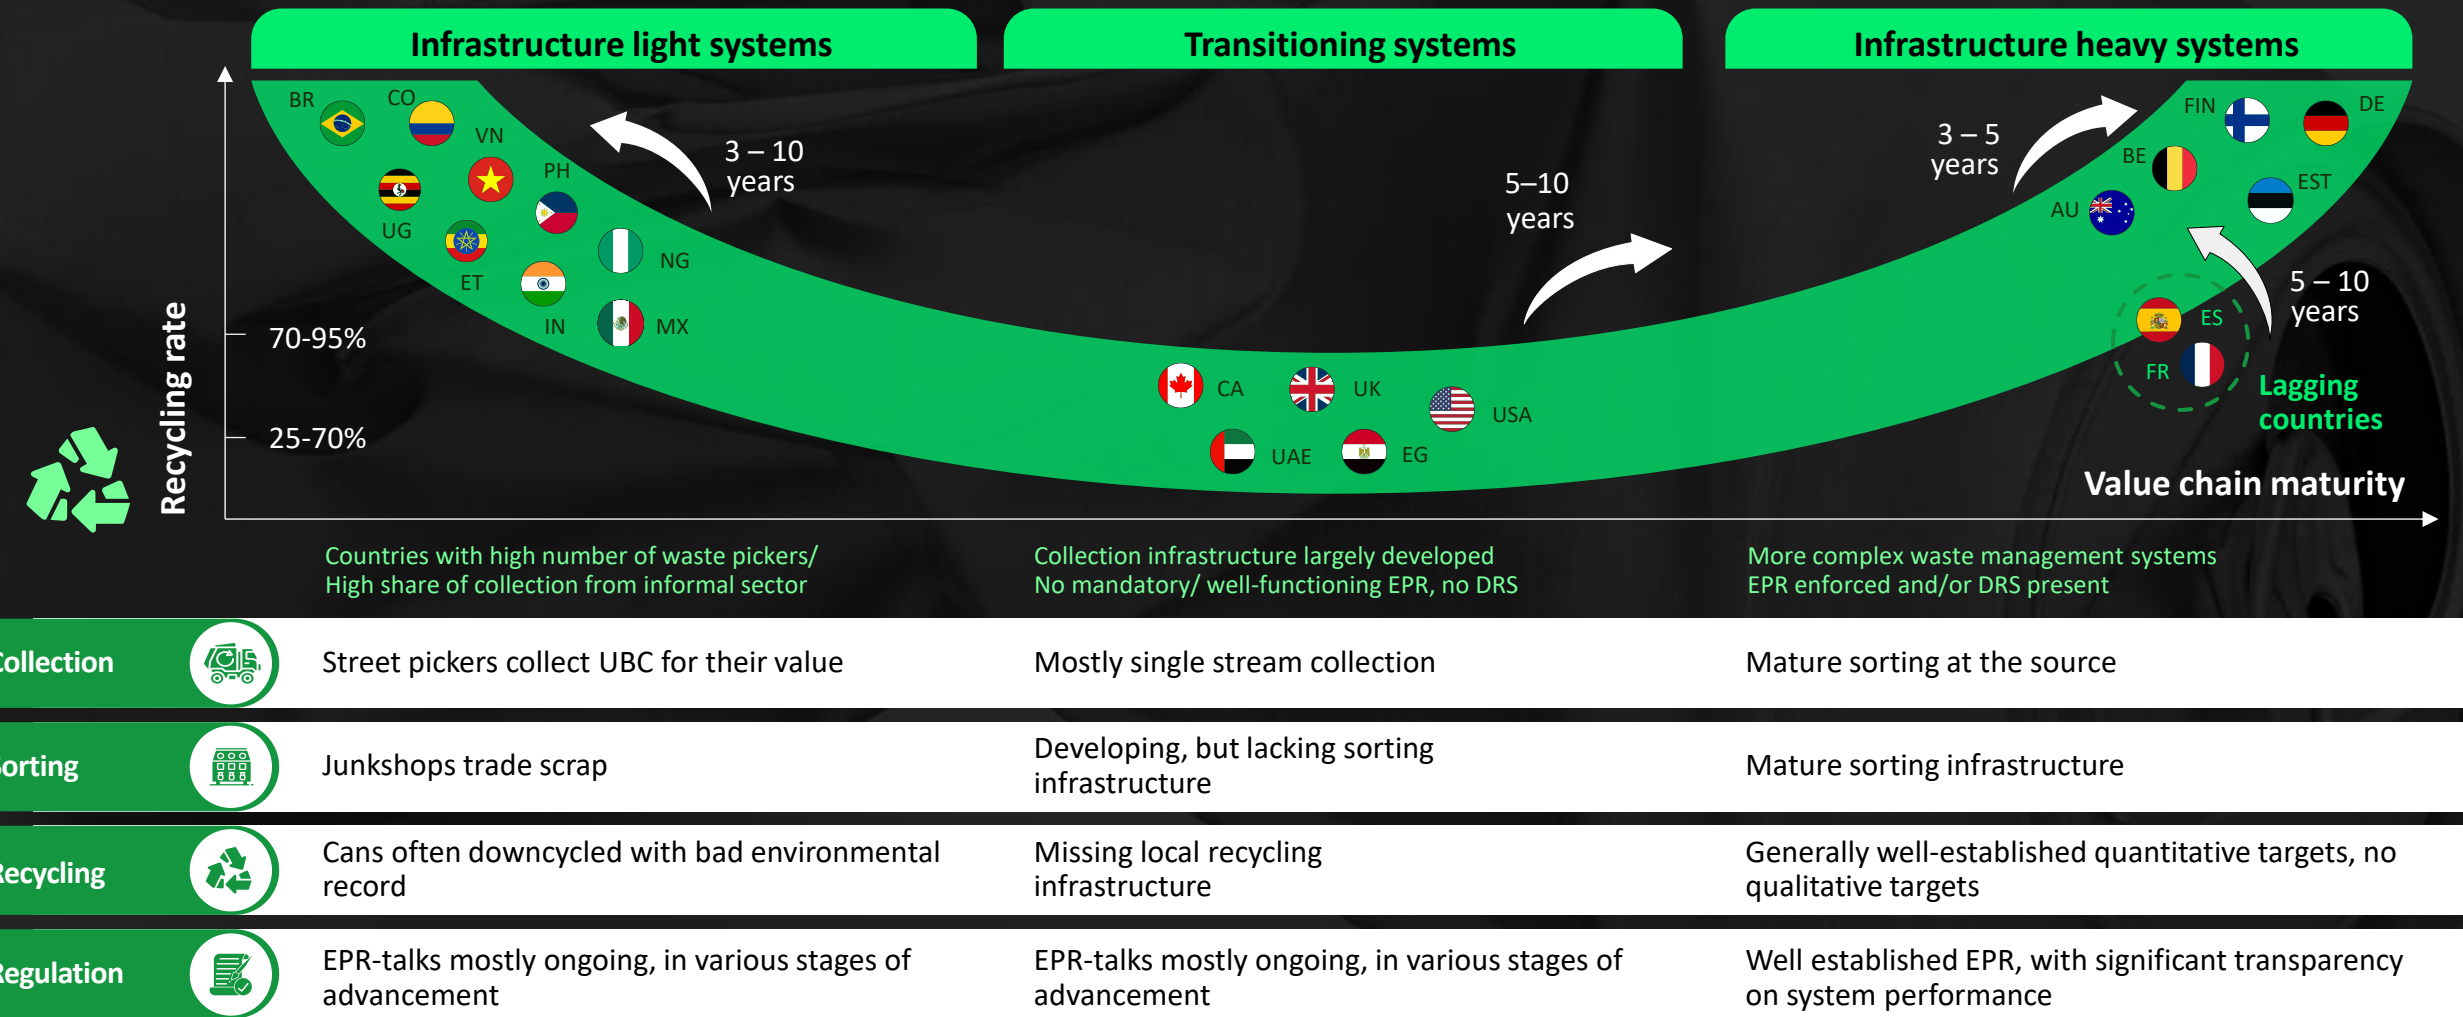 Infrastructure light systems
Transitioning systems
Infrastructure heavy systems
BR
CO
VN
PH
UG
ET
NG
IN
MX
3 – 10
years
5–10
years
3 – 5
years
FIN
DE
BE
EST
AU
5 – 10
years
ES
FR
Lagging
countries
CA
UK
USA
UAE
EG
Recycling rate
70-95%
25-70%
Value chain maturity
Countries with high number of waste pickers/
High share of collection from informal sector
Collection infrastructure largely developed
No mandatory/ well-functioning EPR, no DRS
More complex waste management systems
EPR enforced and/or DRS present
Collection
Street pickers collect UBC for their value
Mostly single stream collection
Mature sorting at the source
Sorting
Junkshops trade scrap
Developing, but lacking sorting
infrastructure
Mature sorting infrastructure
Recycling
Cans often downcycled with bad environmental
record
Missing local recycling
infrastructure
Generally well-established quantitative targets, no
qualitative targets
Regulation
EPR-talks mostly ongoing, in various stages of
advancement
EPR-talks mostly ongoing, in various stages of
advancement
Well established EPR, with significant transparency
on system performance